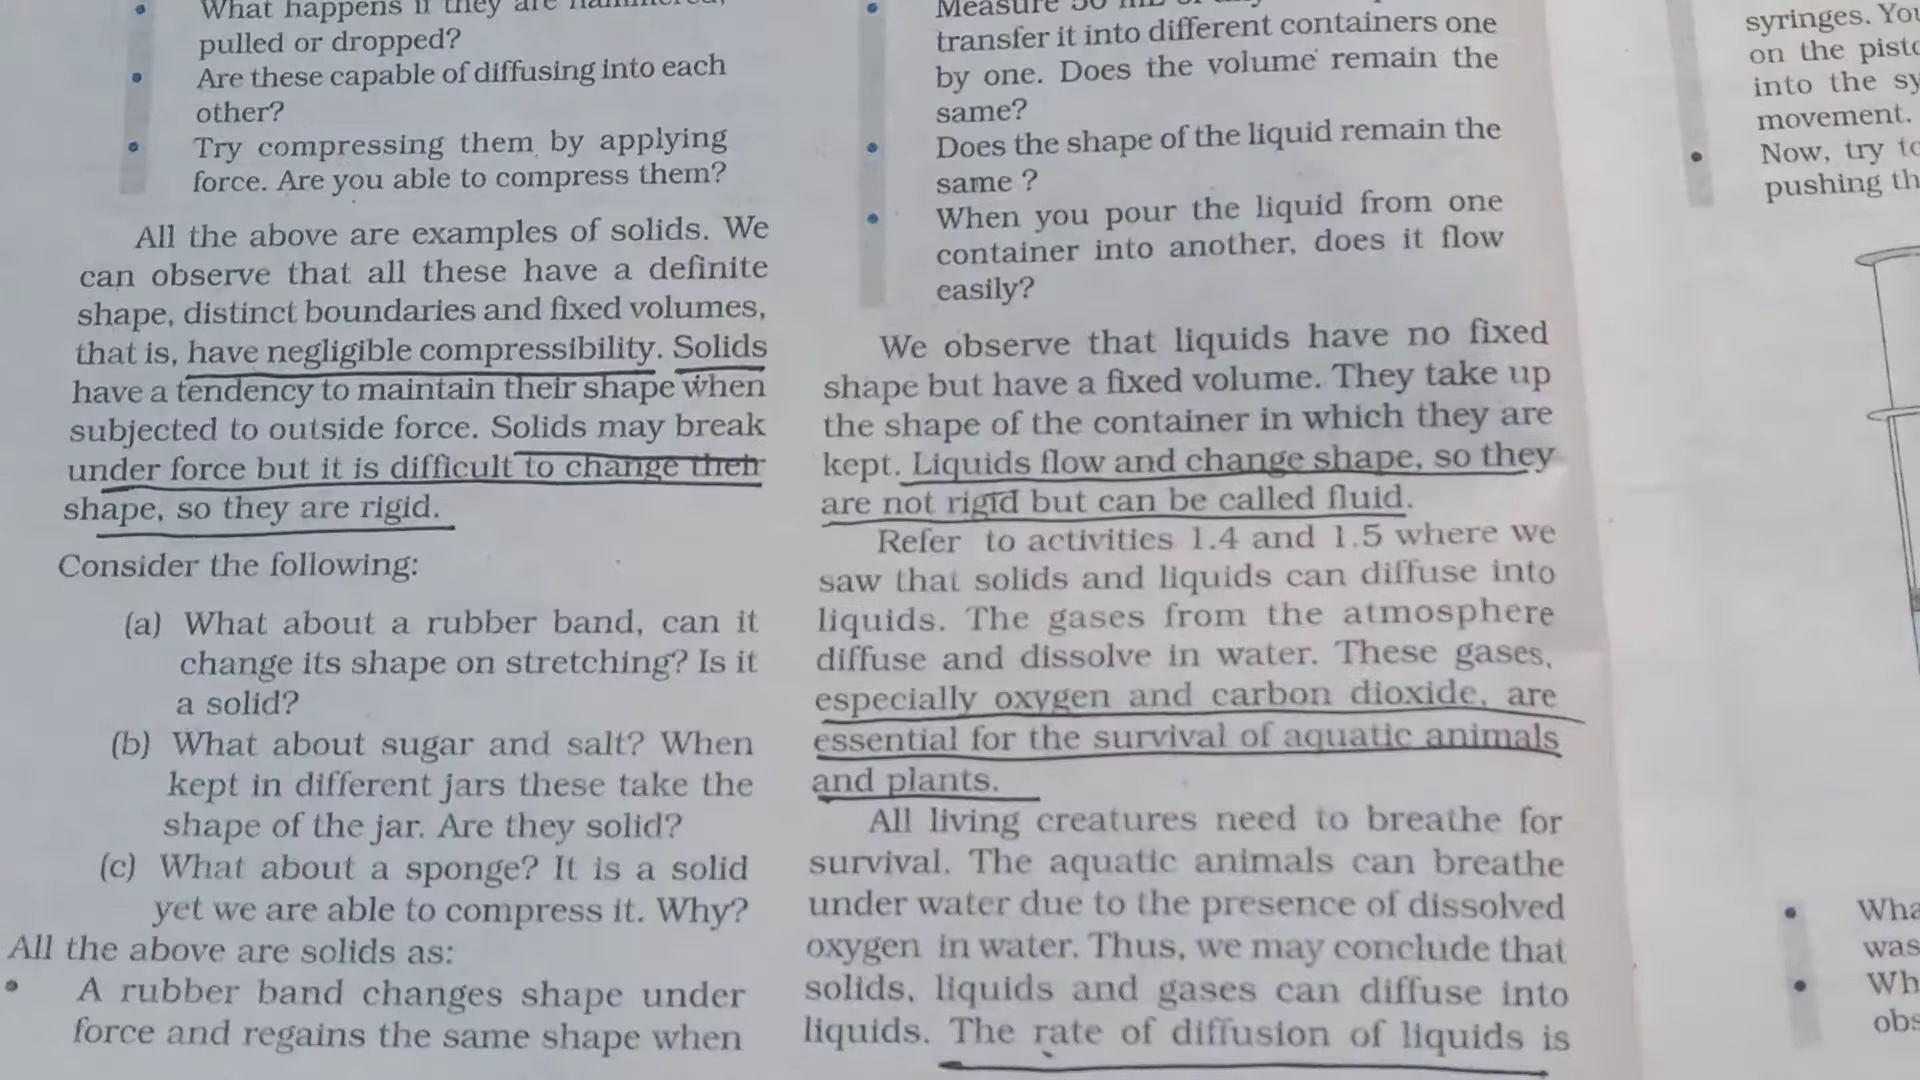 What happens if they are hammered,
pulled or dropped?
Are these capable of diffusing into each
other?
Try compressing them by applying
force. Are you able to compress them?
All the above are examples of solids. We
can observe that all these have a definite
shape, distinct boundaries and fixed volumes,
that is, have negligible compressibility. Solids
have a tendency to maintain their shape when
subjected to outside force. Solids may break
under force but it is difficult to change their
shape, so they are rigid.
Consider the following:
(a) What about a rubber band, can it
change its shape on stretching? Is it
a solid?
(b) What about sugar and salt? When
kept in different jars these take the
shape of the jar. Are they solid?
(c) What about a sponge? It is a solid
yet we are able to compress it. Why?
All the above are solids as:
• A rubber band changes shape under
force and regains the same shape when
Measure 50 mL
transfer it into different containers one
by one. Does the volume remain the
same?
Does the shape of the liquid remain the
same ?
When you pour the liquid from one
container into another, does it flow
easily?
We observe that liquids have no fixed
shape but have a fixed volume. They take up
the shape of the container in which they are
kept. Liquids flow and change shape, so they
are not rigid but can be called fluid.
Refer to activities 1.4 and 1.5 where we
saw that solids and liquids can diffuse into
liquids. The gases from the atmosphere
diffuse and dissolve in water. These gases,
especially oxygen and carbon dioxide, are
essential for the survival of aquatic animals
and plants.
All living creatures need to breathe for
survival. The aquatic animals can breathe
under water due to the presence of dissolved
oxygen in water. Thus, we may conclude that
solids, liquids and gases can diffuse into
liquids. The rate of diffusion of liquids is
syringes. You
on the pist
into the sy
movement.
Now, try to
pushing th
Wha
was
Wh
obs